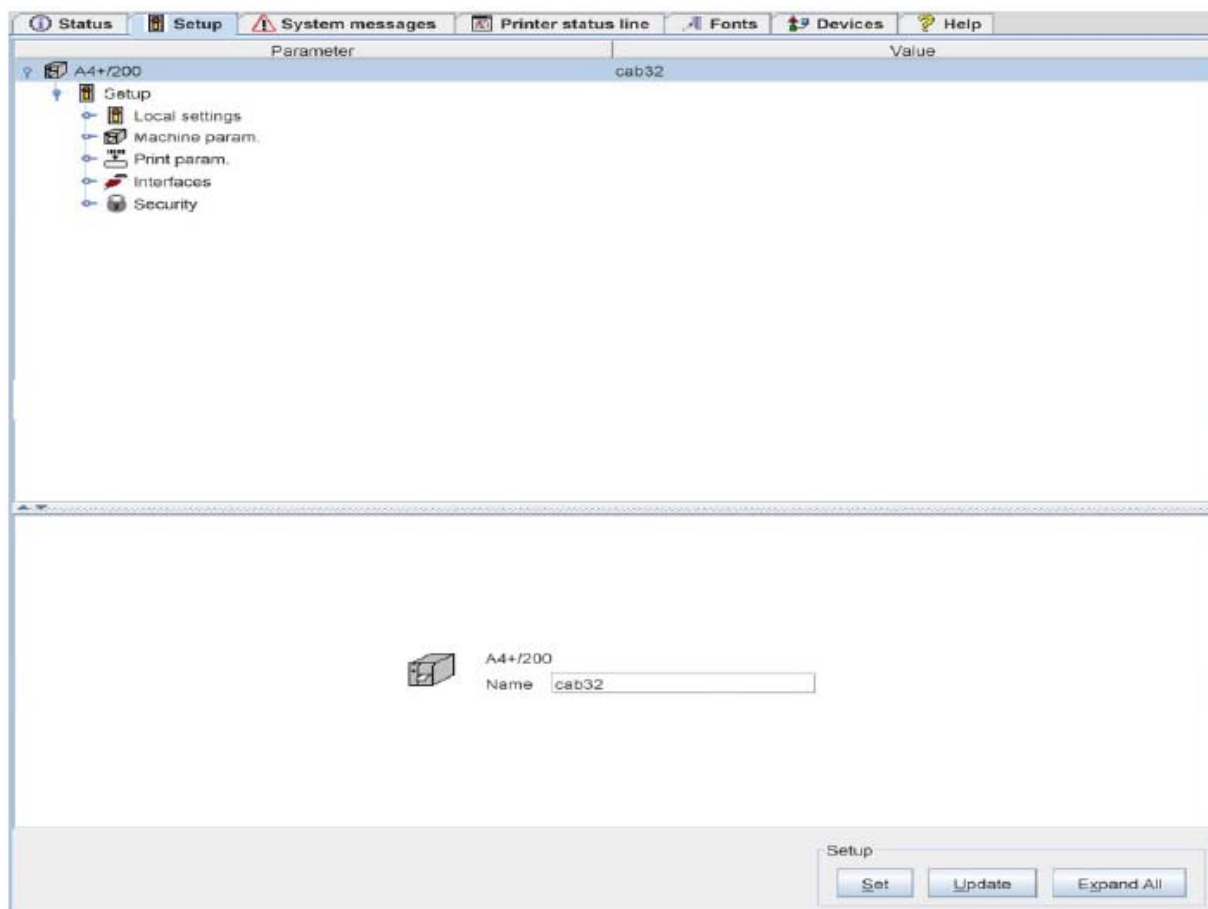 Status Setup System messages Printer status line Fonts Devices Help
Parameter Value
A4+/200 cab32
Setup
Local settings
Machine param.
Print param.
Interfaces
Security
A4+/200
Name cab32
Setup
Set Update Expand All